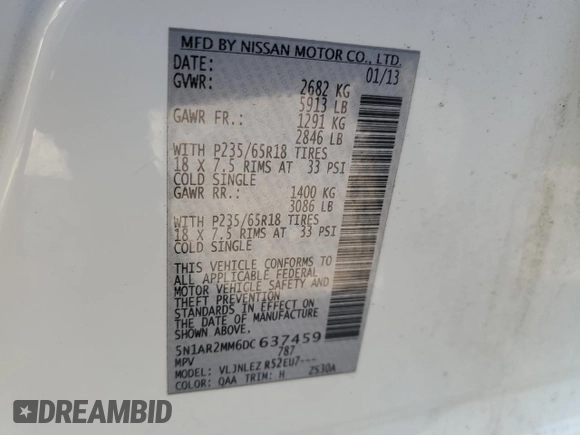 MFD BY NISSAN MOTOR CO., LTD.
DATE: 01/13
GVWR: 2682 KG
5913 LB
GAWR FR.: 1291 KG
2846 LB
WITH P235/65R18 TIRES
18 X 7.5 RIMS AT 33 PSI
COLD SINGLE
GAWR RR.: 1400 KG
3086 LB
WITH P235/65R18 TIRES
18 X 7.5 RIMS AT 33 PSI
COLD SINGLE
THIS VEHICLE CONFORMS TO
ALL APPLICABLE FEDERAL
MOTOR VEHICLE SAFETY AND
THEFT PREVENTION
STANDARDS IN EFFECT ON
THE DATE OF MANUFACTURE
SHOWN ABOVE.
5N1AR2MM6DC637459
MPV 787
MODEL: VLJNLEZ R52EU7---
COLOR: QAA TRIM: H ZS30A
DREAMBID